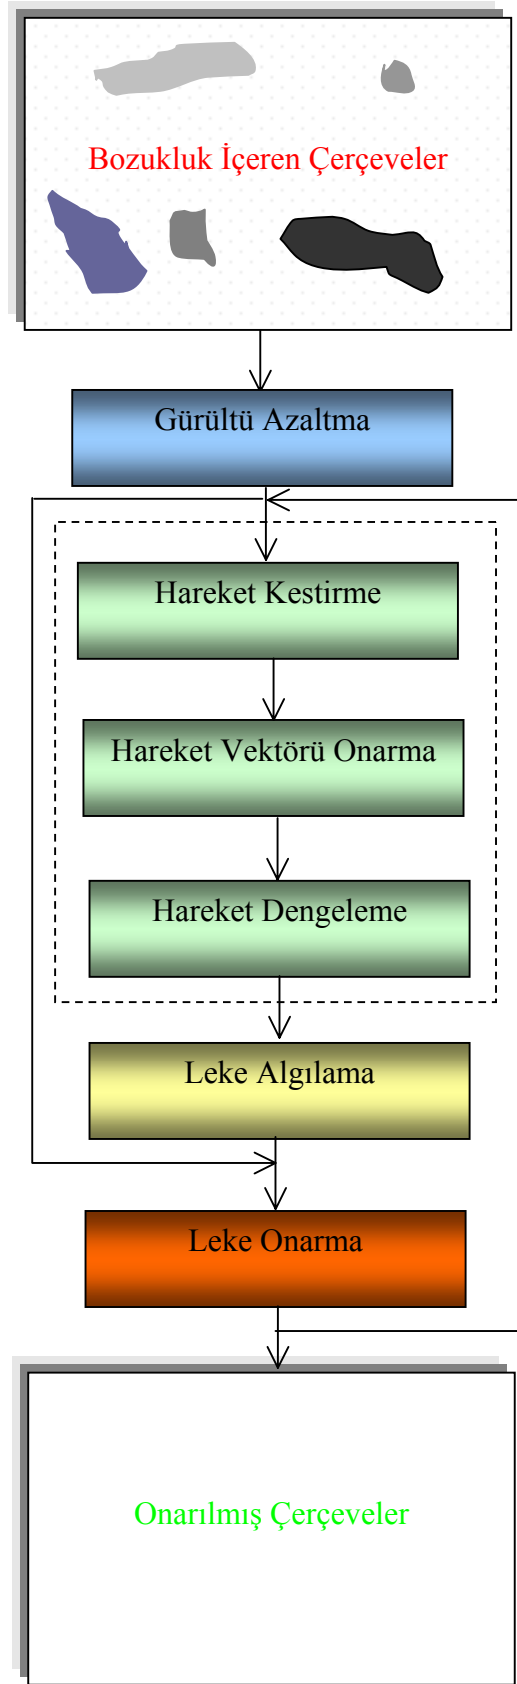 Bozukluk İçeren Çerçeveler
Gürültü Azaltma
Hareket Kestirme
Hareket Vektörü Onarma
Hareket Dengeleme
Leke Algılama
Leke Onarma
Onarılmış Çerçeveler